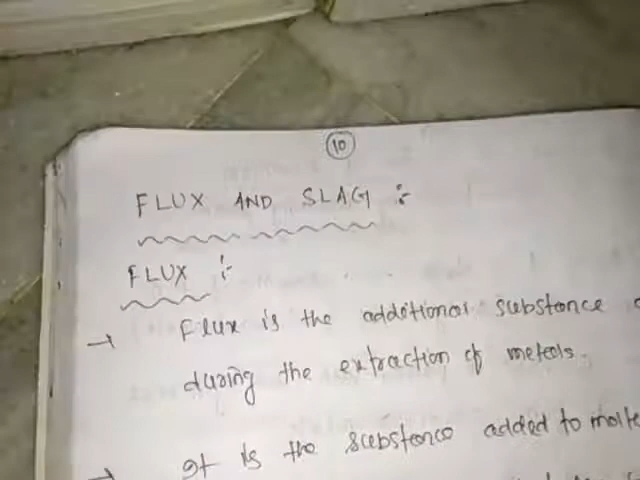 10
FLUX AND SLAG :-
FLUX :-
→ Flux is the additional substance
during the extraction of metals.
→ It is the substance added to